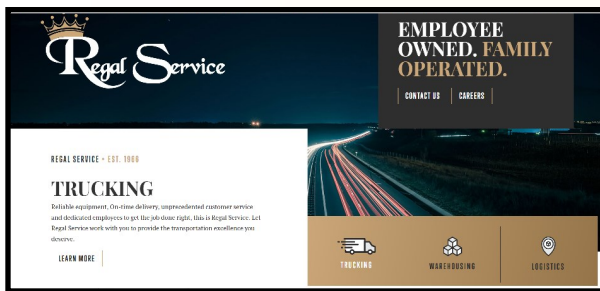 Regal Service
EMPLOYEE
OWNED. FAMILY
OPERATED.
CONTACT US
CAREERS
REGAL SERVICE • EST. 1966
TRUCKING
Reliable equipment, On-time delivery, unprecedented customer service
and dedicated employees to get the job done right, this is Regal Service. Let
Regal Service work with you to provide the transportation excellence you
deserve.
LEARN MORE
TRUCKING
WAREHOUSING
LOGISTICS